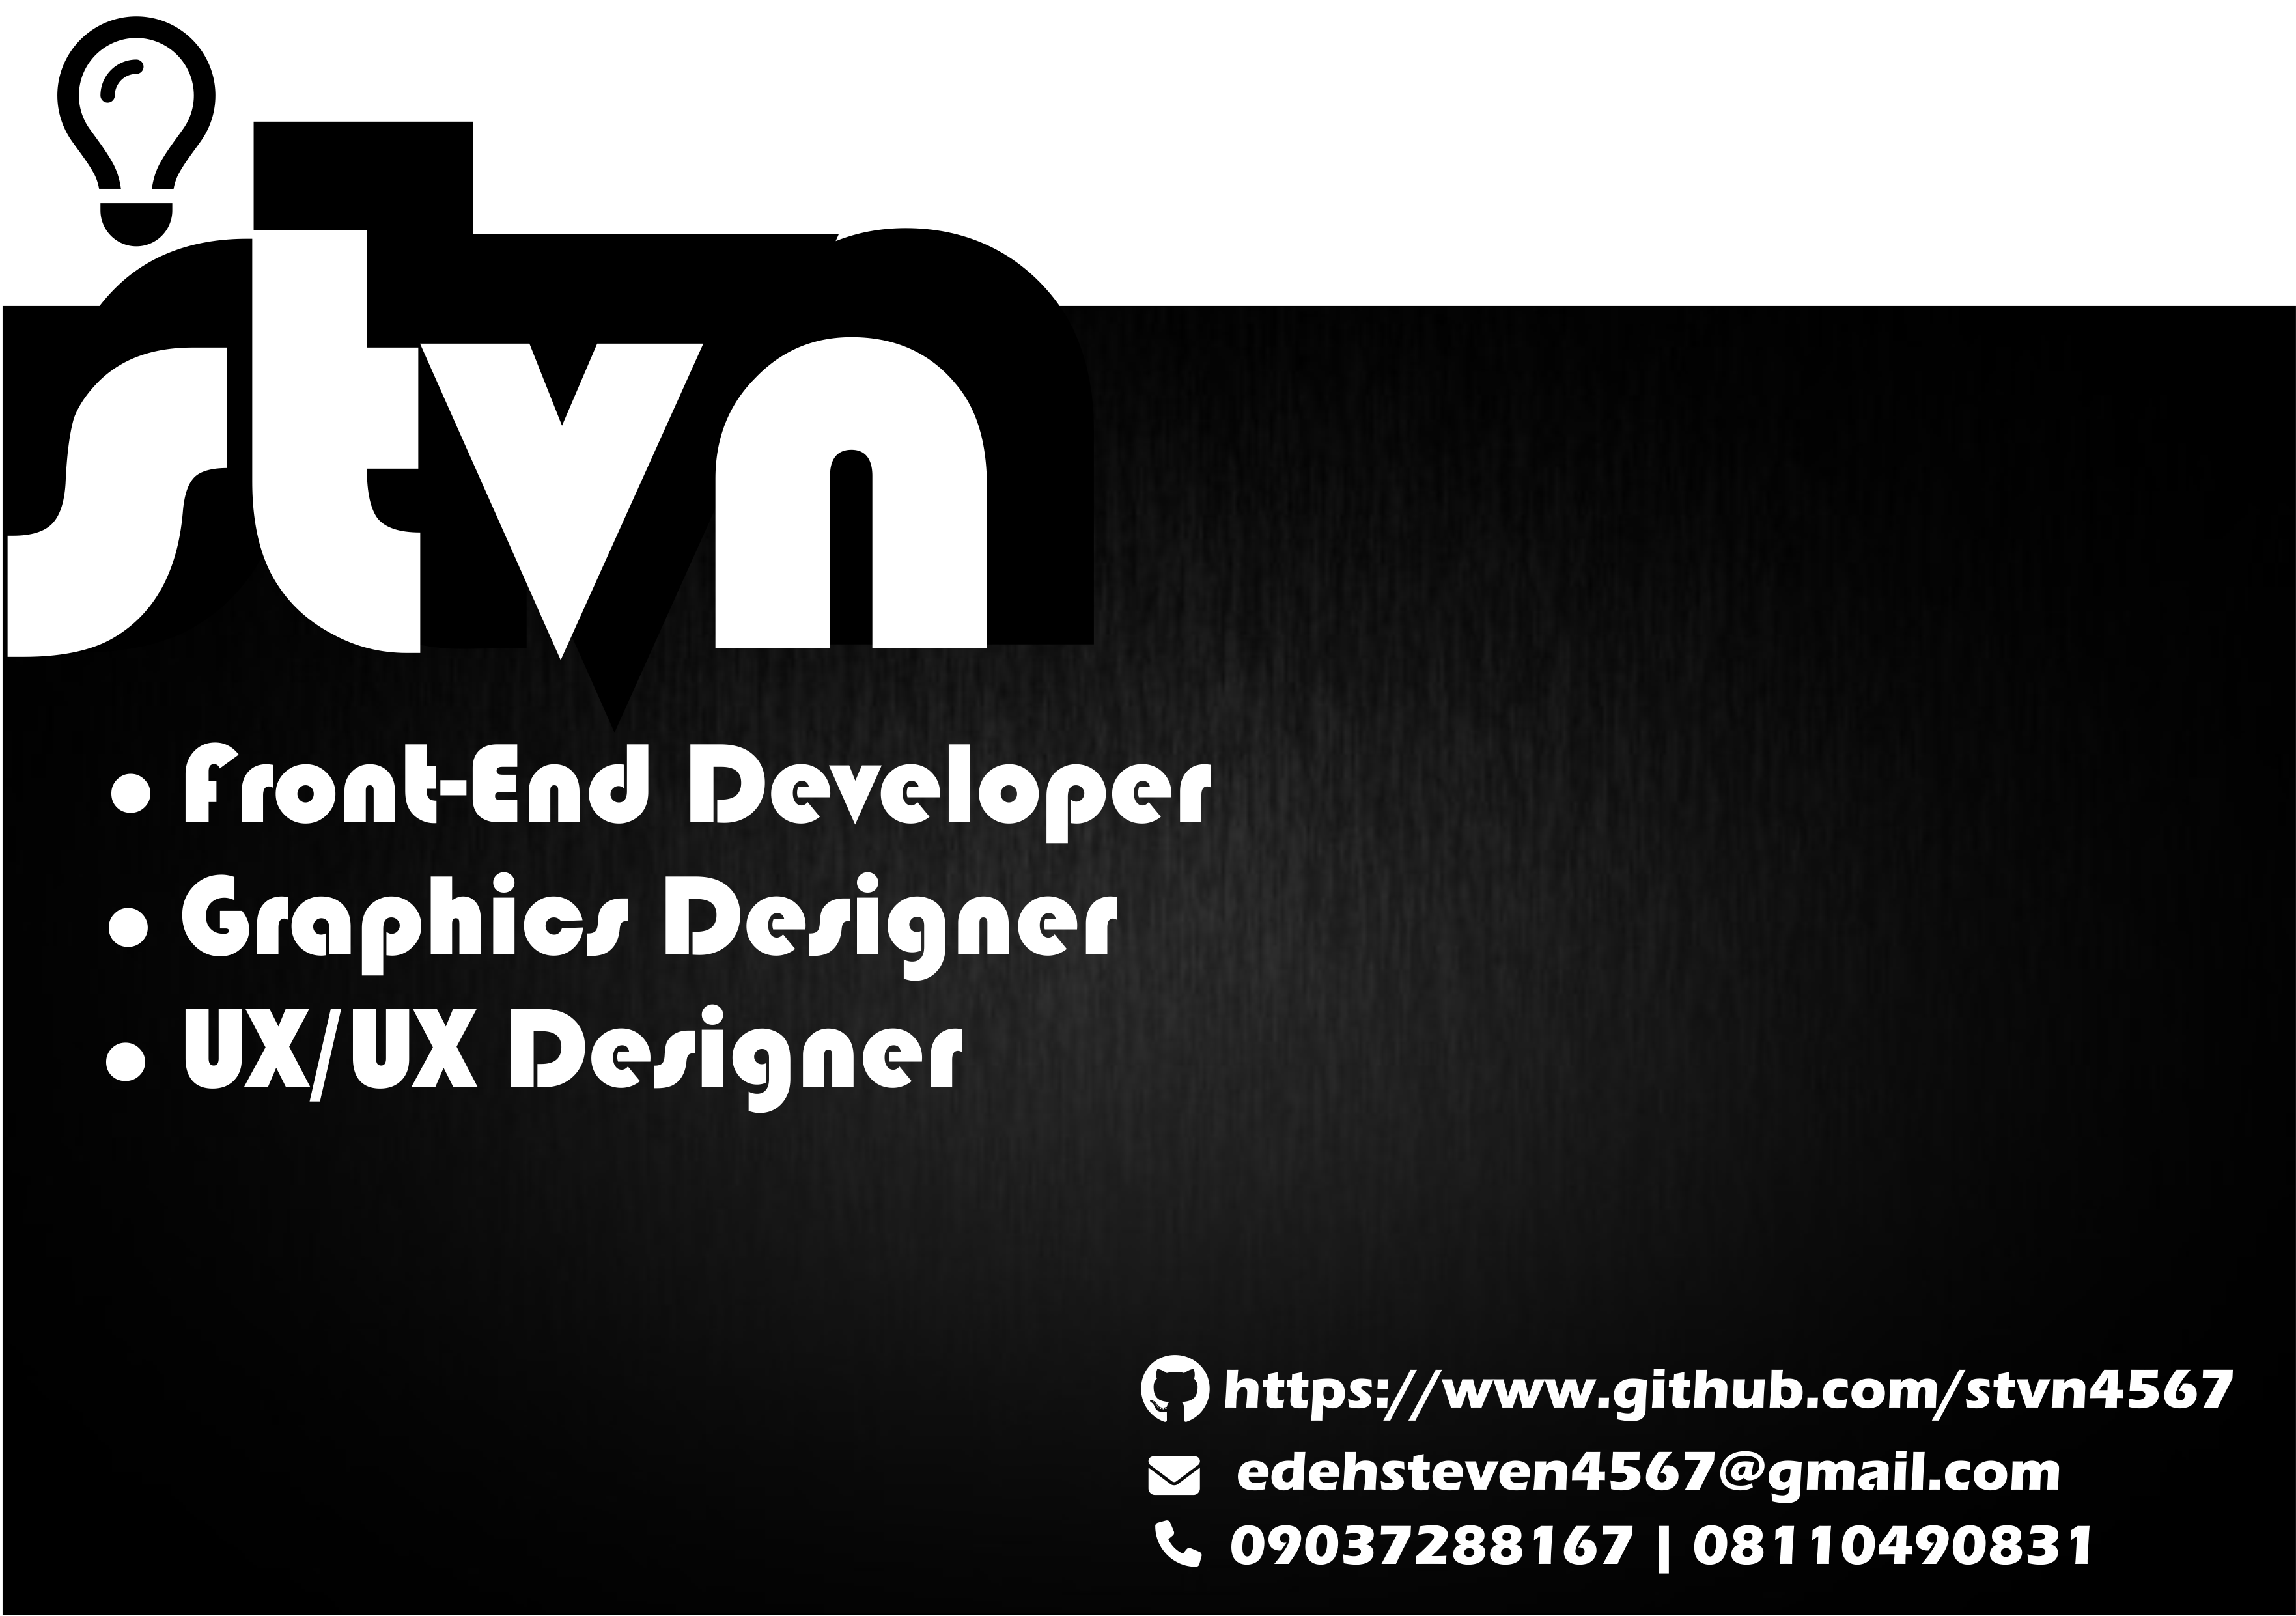 stvn
• Front-End Developer
• Graphics Designer
• UX/UX Designer
https://www.github.com/stvn4567
edehsteven4567@gmail.com
09037288167 | 08110490831